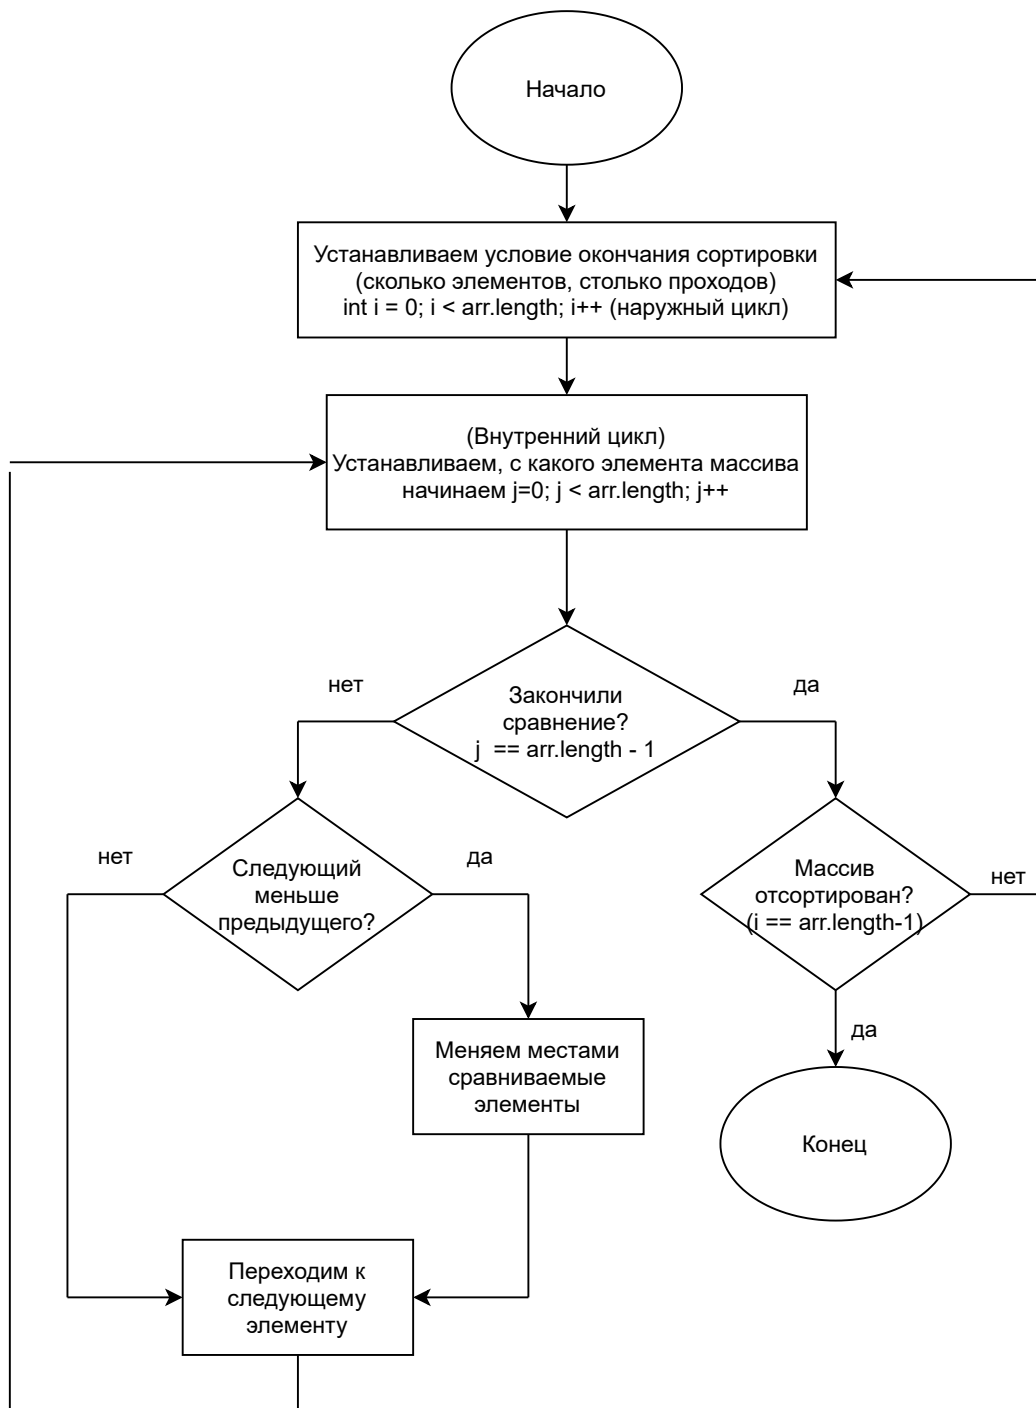 Начало
Устанавливаем условие окончания сортировки
(сколько элементов, столько проходов)
int i = 0; i < arr.length; i++ (наружный цикл)
(Внутренний цикл)
Устанавливаем, с какого элемента массива
начинаем j=0; j < arr.length; j++
нет
Закончили
сравнение?
j == arr.length - 1
да
нет
Следующий
меньше
предыдущего?
да
Массив
отсортирован?
(i == arr.length-1)
нет
да
Меняем местами
сравниваемые
элементы
Конец
Переходим к
следующему
элементу